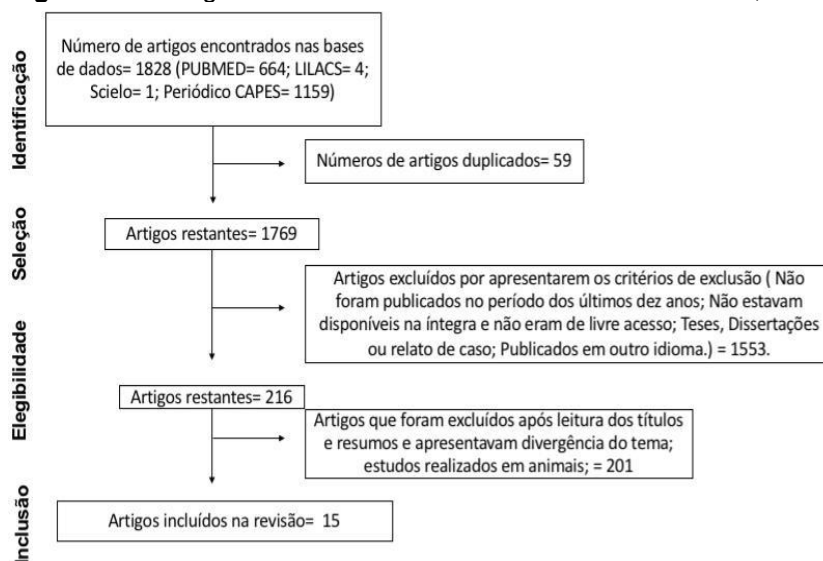 Identificação
Número de artigos encontrados nas bases
de dados= 1828 (PUBMED= 664; LILACS= 4;
Scielo= 1; Periódico CAPES= 1159)
Números de artigos duplicados= 59
Seleção
Artigos restantes= 1769
Artigos excluídos por apresentarem os critérios de exclusão ( Não
foram publicados no período dos últimos dez anos; Não estavam
disponíveis na íntegra e não eram de livre acesso; Teses, Dissertações
ou relato de caso; Publicados em outro idioma.) = 1553.
Elegibilidade
Artigos restantes= 216
Artigos que foram excluídos após leitura dos títulos
e resumos e apresentavam divergência do tema;
estudos realizados em animais; = 201
Inclusão
Artigos incluídos na revisão= 15